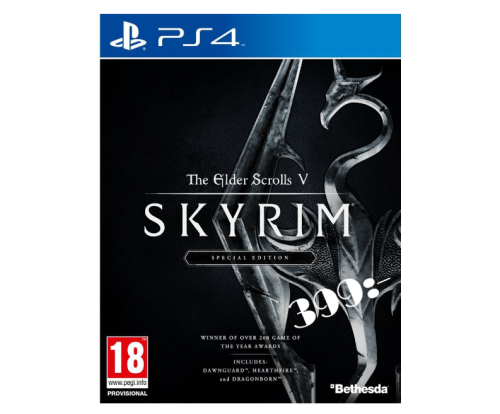 PS4
The Elder Scrolls V
SKYRIM
SPECIAL EDITION
399:-
WINNER OF OVER 200 GAME OF
THE YEAR AWARDS
INCLUDES:
DAWNGUARD™, HEARTHFIRE™,
and DRAGONBORN™
18
www.pegi.info
PROVISIONAL
Bethesda